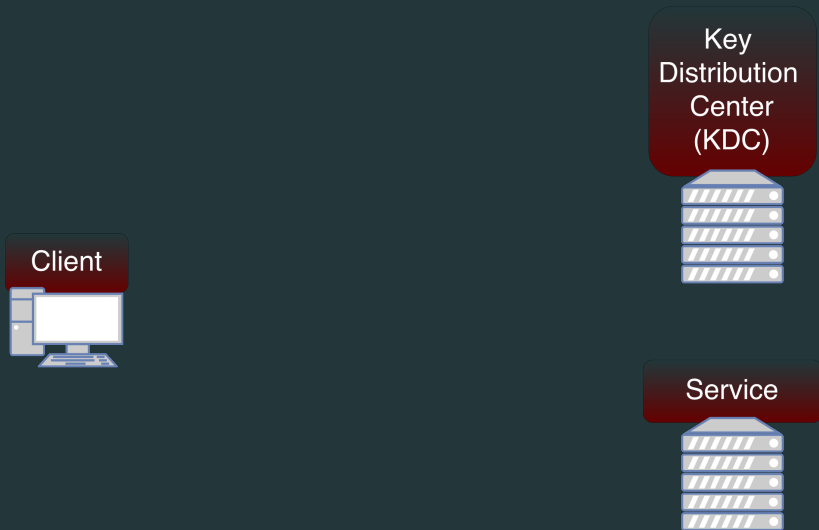 Key
Distribution
Center
(KDC)
Client
Service